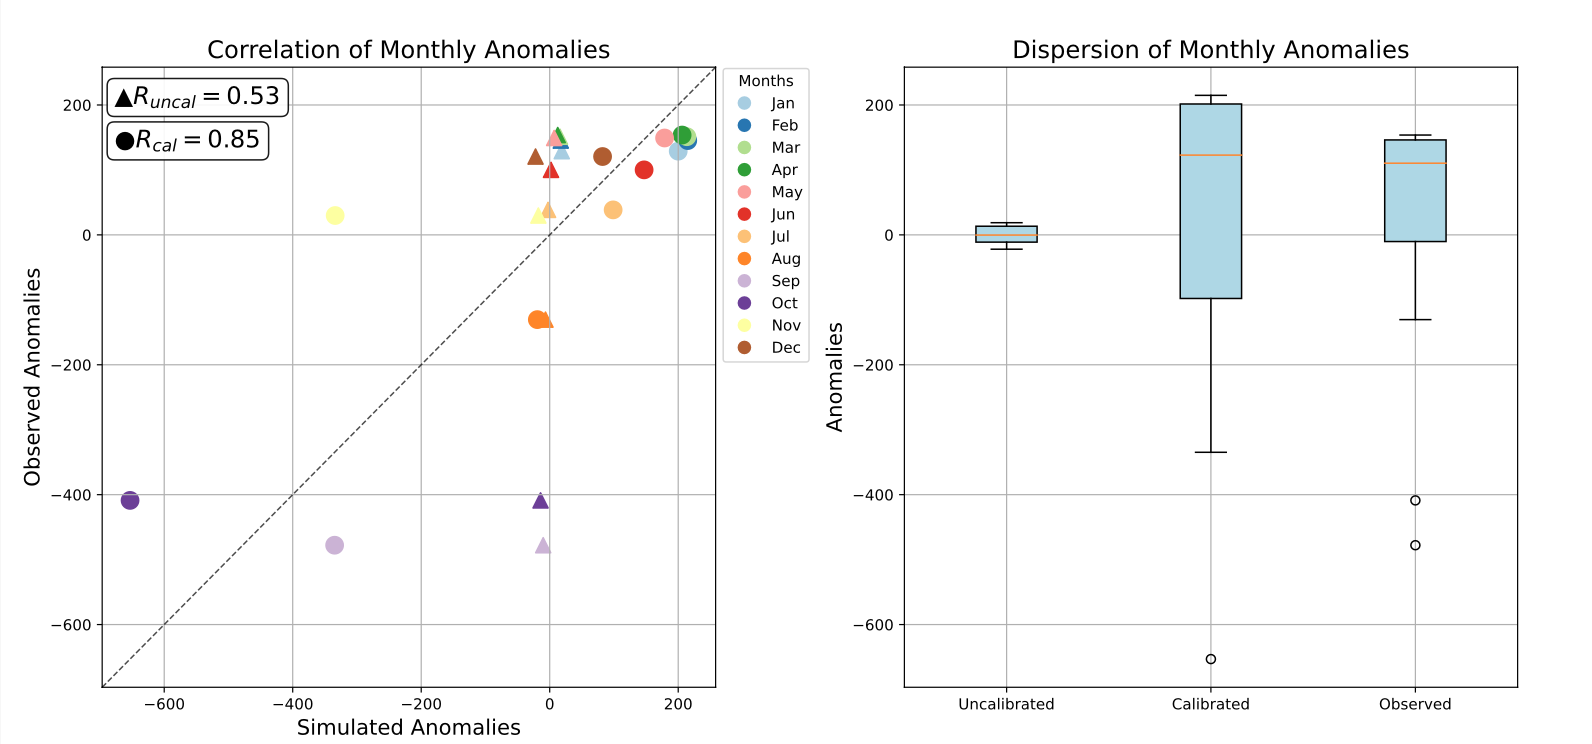 Correlation of Monthly Anomalies
R_uncal = 0.53
R_cal = 0.85
200
0
−200
−400
−600
Observed Anomalies
−600 −400 −200 0 200
Simulated Anomalies
Months
Jan
Feb
Mar
Apr
May
Jun
Jul
Aug
Sep
Oct
Nov
Dec
Dispersion of Monthly Anomalies
200
0
−200
−400
−600
Anomalies
Uncalibrated Calibrated Observed